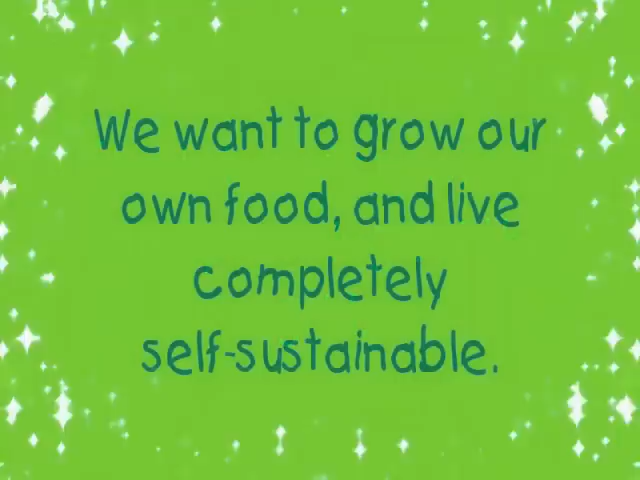 We want to grow our
own food, and live
completely
self-sustainable.